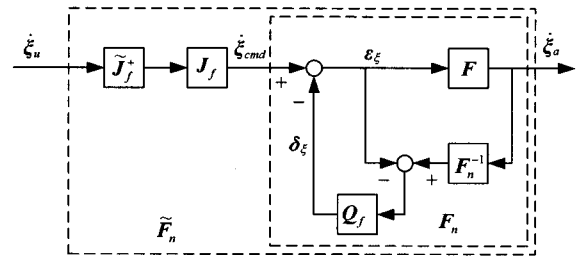 ξ̇_u
J̃_f^+
J_f
ξ̇_cmd
+
−
ε_ξ
F
ξ̇_a
δ_ξ
−
+
F_n^{-1}
Q_f
F̃_n
F_n